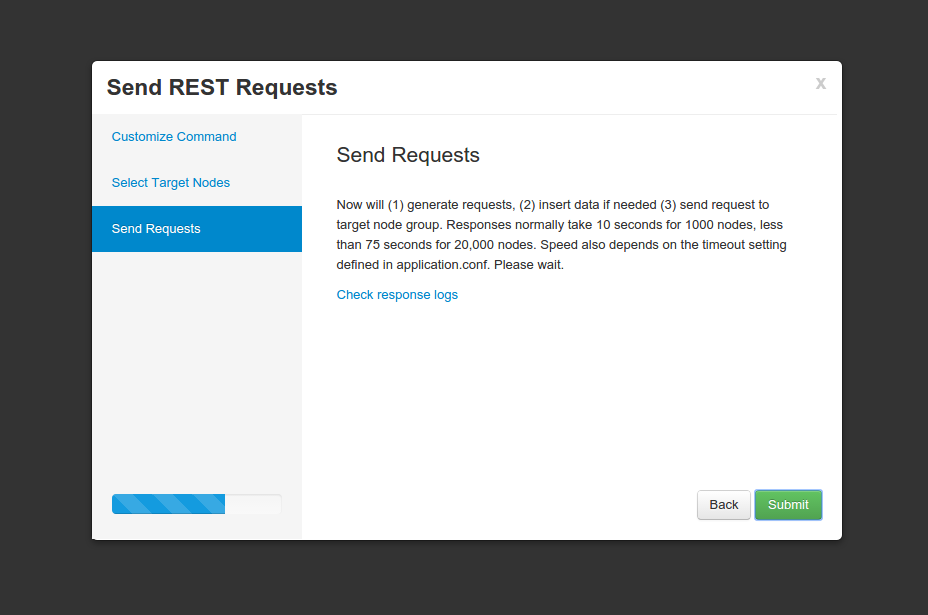 Send REST Requests
x
Customize Command
Select Target Nodes
Send Requests
Send Requests
Now will (1) generate requests, (2) insert data if needed (3) send request to
target node group. Responses normally take 10 seconds for 1000 nodes, less
than 75 seconds for 20,000 nodes. Speed also depends on the timeout setting
defined in application.conf. Please wait.
Check response logs
Back
Submit